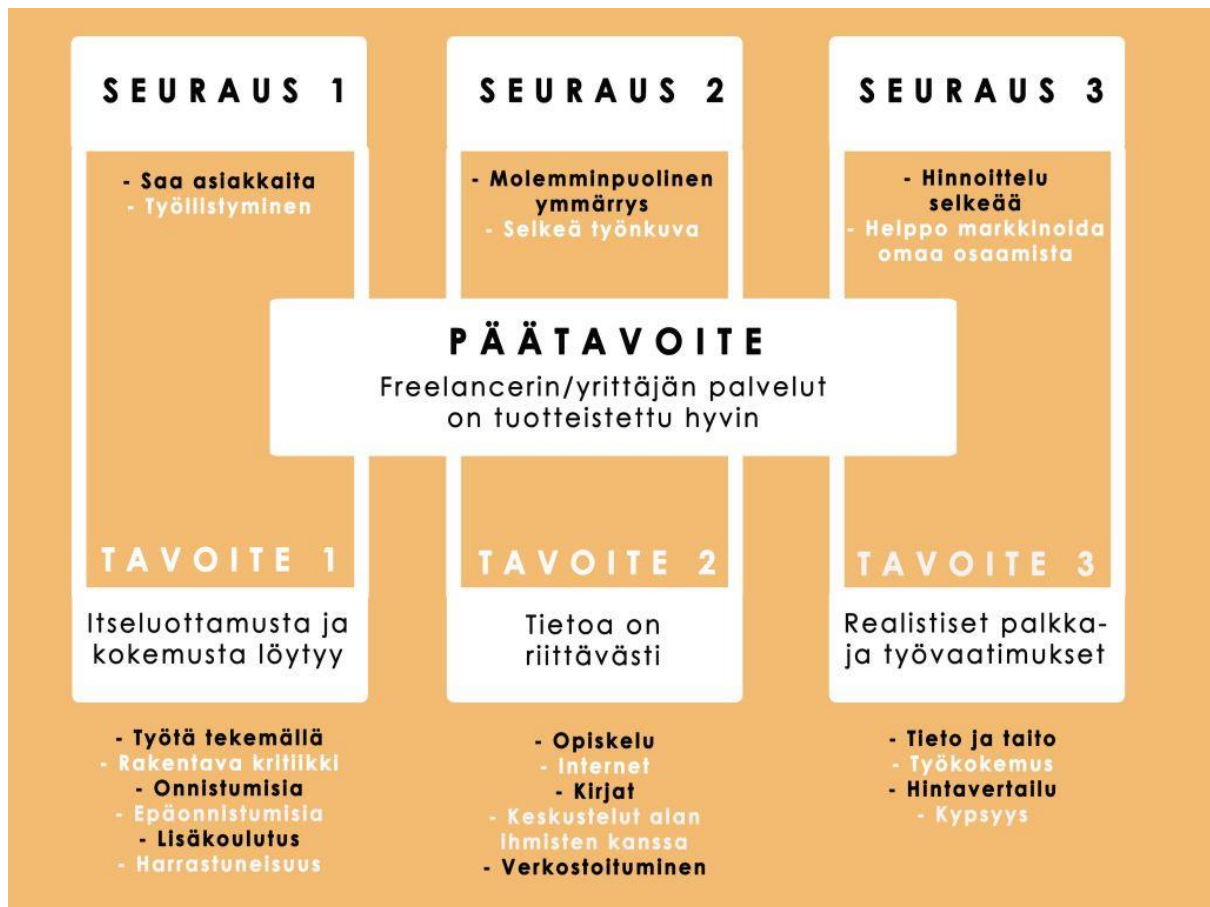 SEURAUS 1
- Saa asiakkaita
- Työllistyminen
SEURAUS 2
- Molemminpuolinen
ymmärrys
- Selkeä työnkuva
SEURAUS 3
- Hinnoittelu
selkeää
- Helppo markkinoida
omaa osaamista
PÄÄTAVOITE
Freelancerin/yrittäjän palvelut
on tuotteistettu hyvin
TAVOITE 1
Itseluottamusta ja
kokemusta löytyy
- Työtä tekemällä
- Rakentava kritiikki
- Onnistumisia
- Epäonnistumisia
- Lisäkoulutus
- Harrastuneisuus
TAVOITE 2
Tietoa on
riittävästi
- Opiskelu
- Internet
- Kirjat
- Keskustelut alan
ihmisten kanssa
- Verkostoituminen
TAVOITE 3
Realistiset palkka-
ja työvaatimukset
- Tieto ja taito
- Työkokemus
- Hintavertailu
- Kypsyys